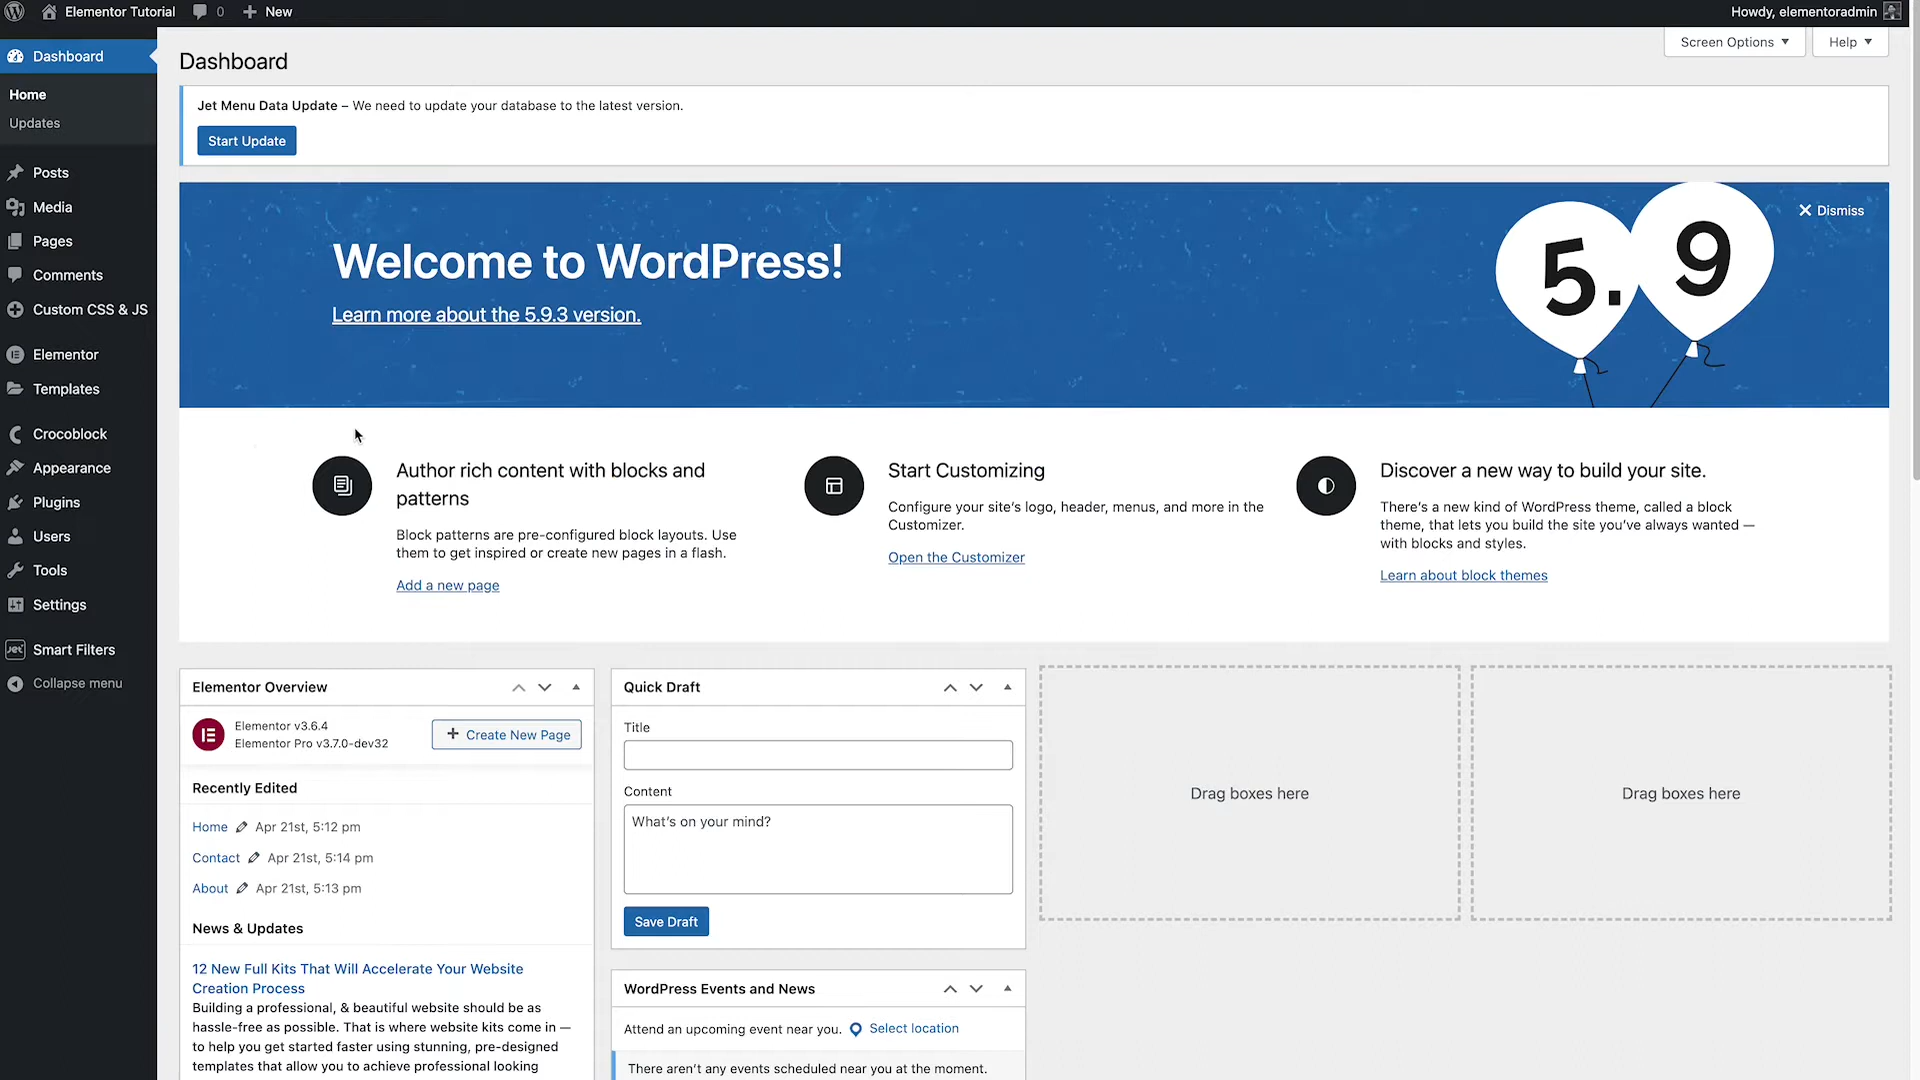 Elementor Tutorial
0
New
Howdy, elementoradmin
Screen Options
Help
Dashboard
Home
Updates
Posts
Media
Pages
Comments
Custom CSS & JS
Elementor
Templates
Crocoblock
Appearance
Plugins
Users
Tools
Settings
Jet
Smart Filters
Collapse menu
Dashboard
Jet Menu Data Update – We need to update your database to the latest version.
Start Update
Welcome to WordPress!
Learn more about the 5.9.3 version.
5.9
Dismiss
Author rich content with blocks and
patterns
Block patterns are pre-configured block layouts. Use
them to get inspired or create new pages in a flash.
Add a new page
Start Customizing
Configure your site's logo, header, menus, and more in the
Customizer.
Open the Customizer
Discover a new way to build your site.
There's a new kind of WordPress theme, called a block
theme, that lets you build the site you've always wanted —
with blocks and styles.
Learn about block themes
Elementor Overview
Elementor v3.6.4
Elementor Pro v3.7.0-dev32
Create New Page
Recently Edited
Home Apr 21st, 5:12 pm
Contact Apr 21st, 5:14 pm
About Apr 21st, 5:13 pm
News & Updates
12 New Full Kits That Will Accelerate Your Website
Creation Process
Building a professional, & beautiful website should be as
hassle-free as possible. That is where website kits come in —
to help you get started faster using stunning, pre-designed
templates that allow you to achieve professional looking
Quick Draft
Title
Content
What's on your mind?
Save Draft
WordPress Events and News
Attend an upcoming event near you. Select location
There aren't any events scheduled near you at the moment.
Drag boxes here
Drag boxes here